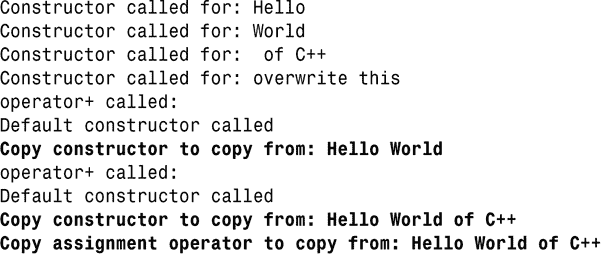 Constructor called for: Hello
Constructor called for: World
Constructor called for:  of C++
Constructor called for: overwrite this
operator+ called:
Default constructor called
Copy constructor to copy from: Hello World
operator+ called:
Default constructor called
Copy constructor to copy from: Hello World of C++
Copy assignment operator to copy from: Hello World of C++